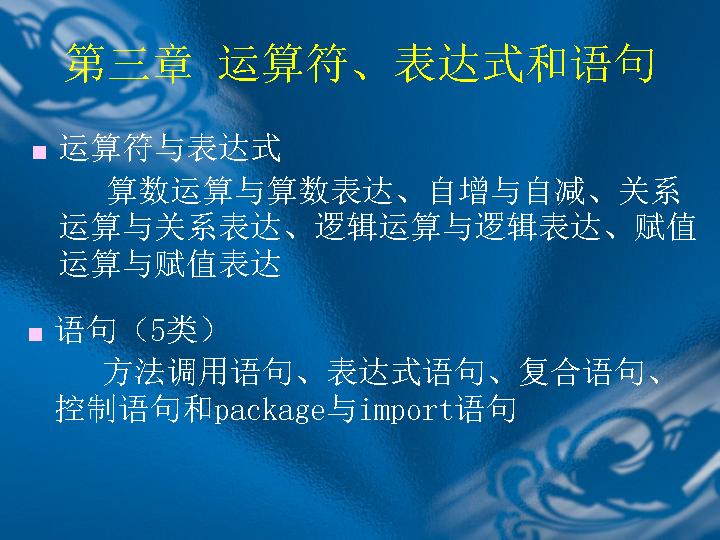 第三章 运算符、表达式和语句
运算符与表达式
算数运算与算数表达、自增与自减、关系
运算与关系表达、逻辑运算与逻辑表达、赋值
运算与赋值表达
语句（5类）
方法调用语句、表达式语句、复合语句、
控制语句和package与import语句